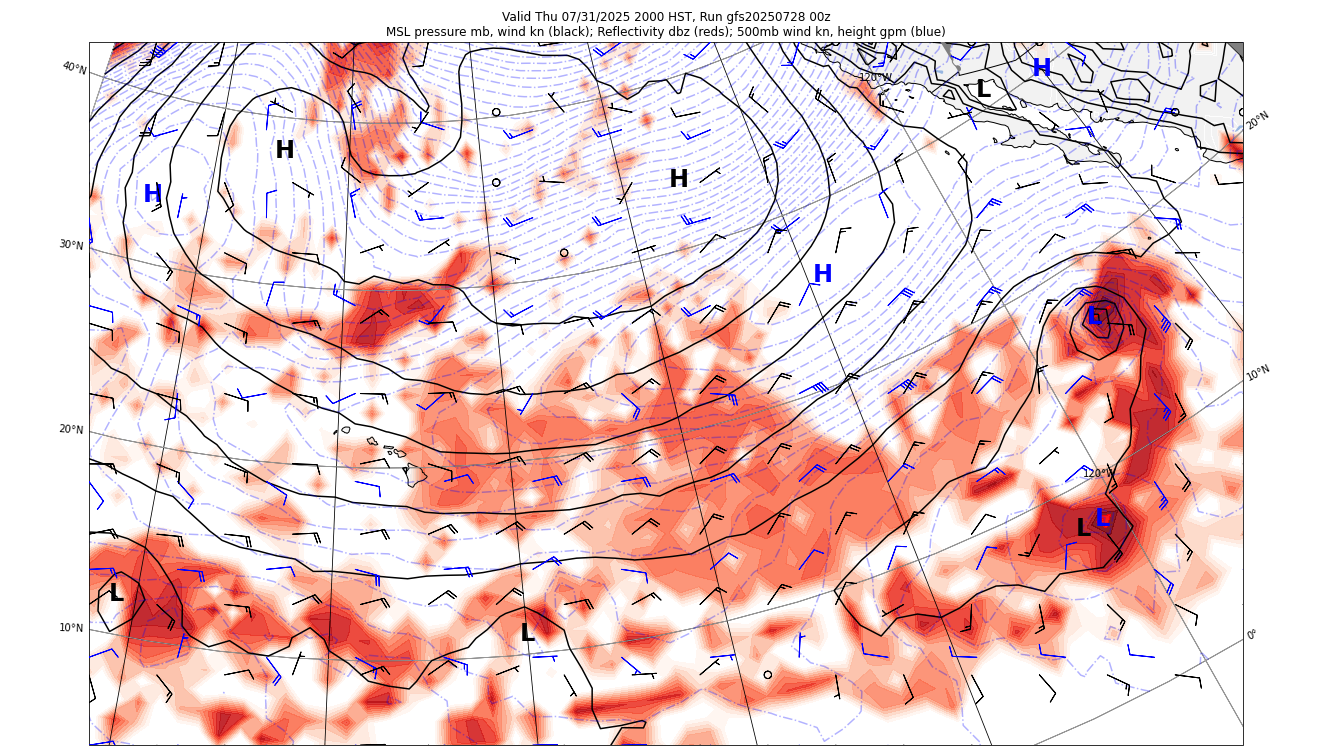 Valid Thu 07/31/2025 2000 HST, Run gfs20250728 00z
MSL pressure mb, wind kn (black); Reflectivity dbz (reds); 500mb wind kn, height gpm (blue)
40°N
120°W
H
L
20°N
H
H
H
30°N
H
L
10°N
20°N
120°W
L
L
L
10°N
L
0°